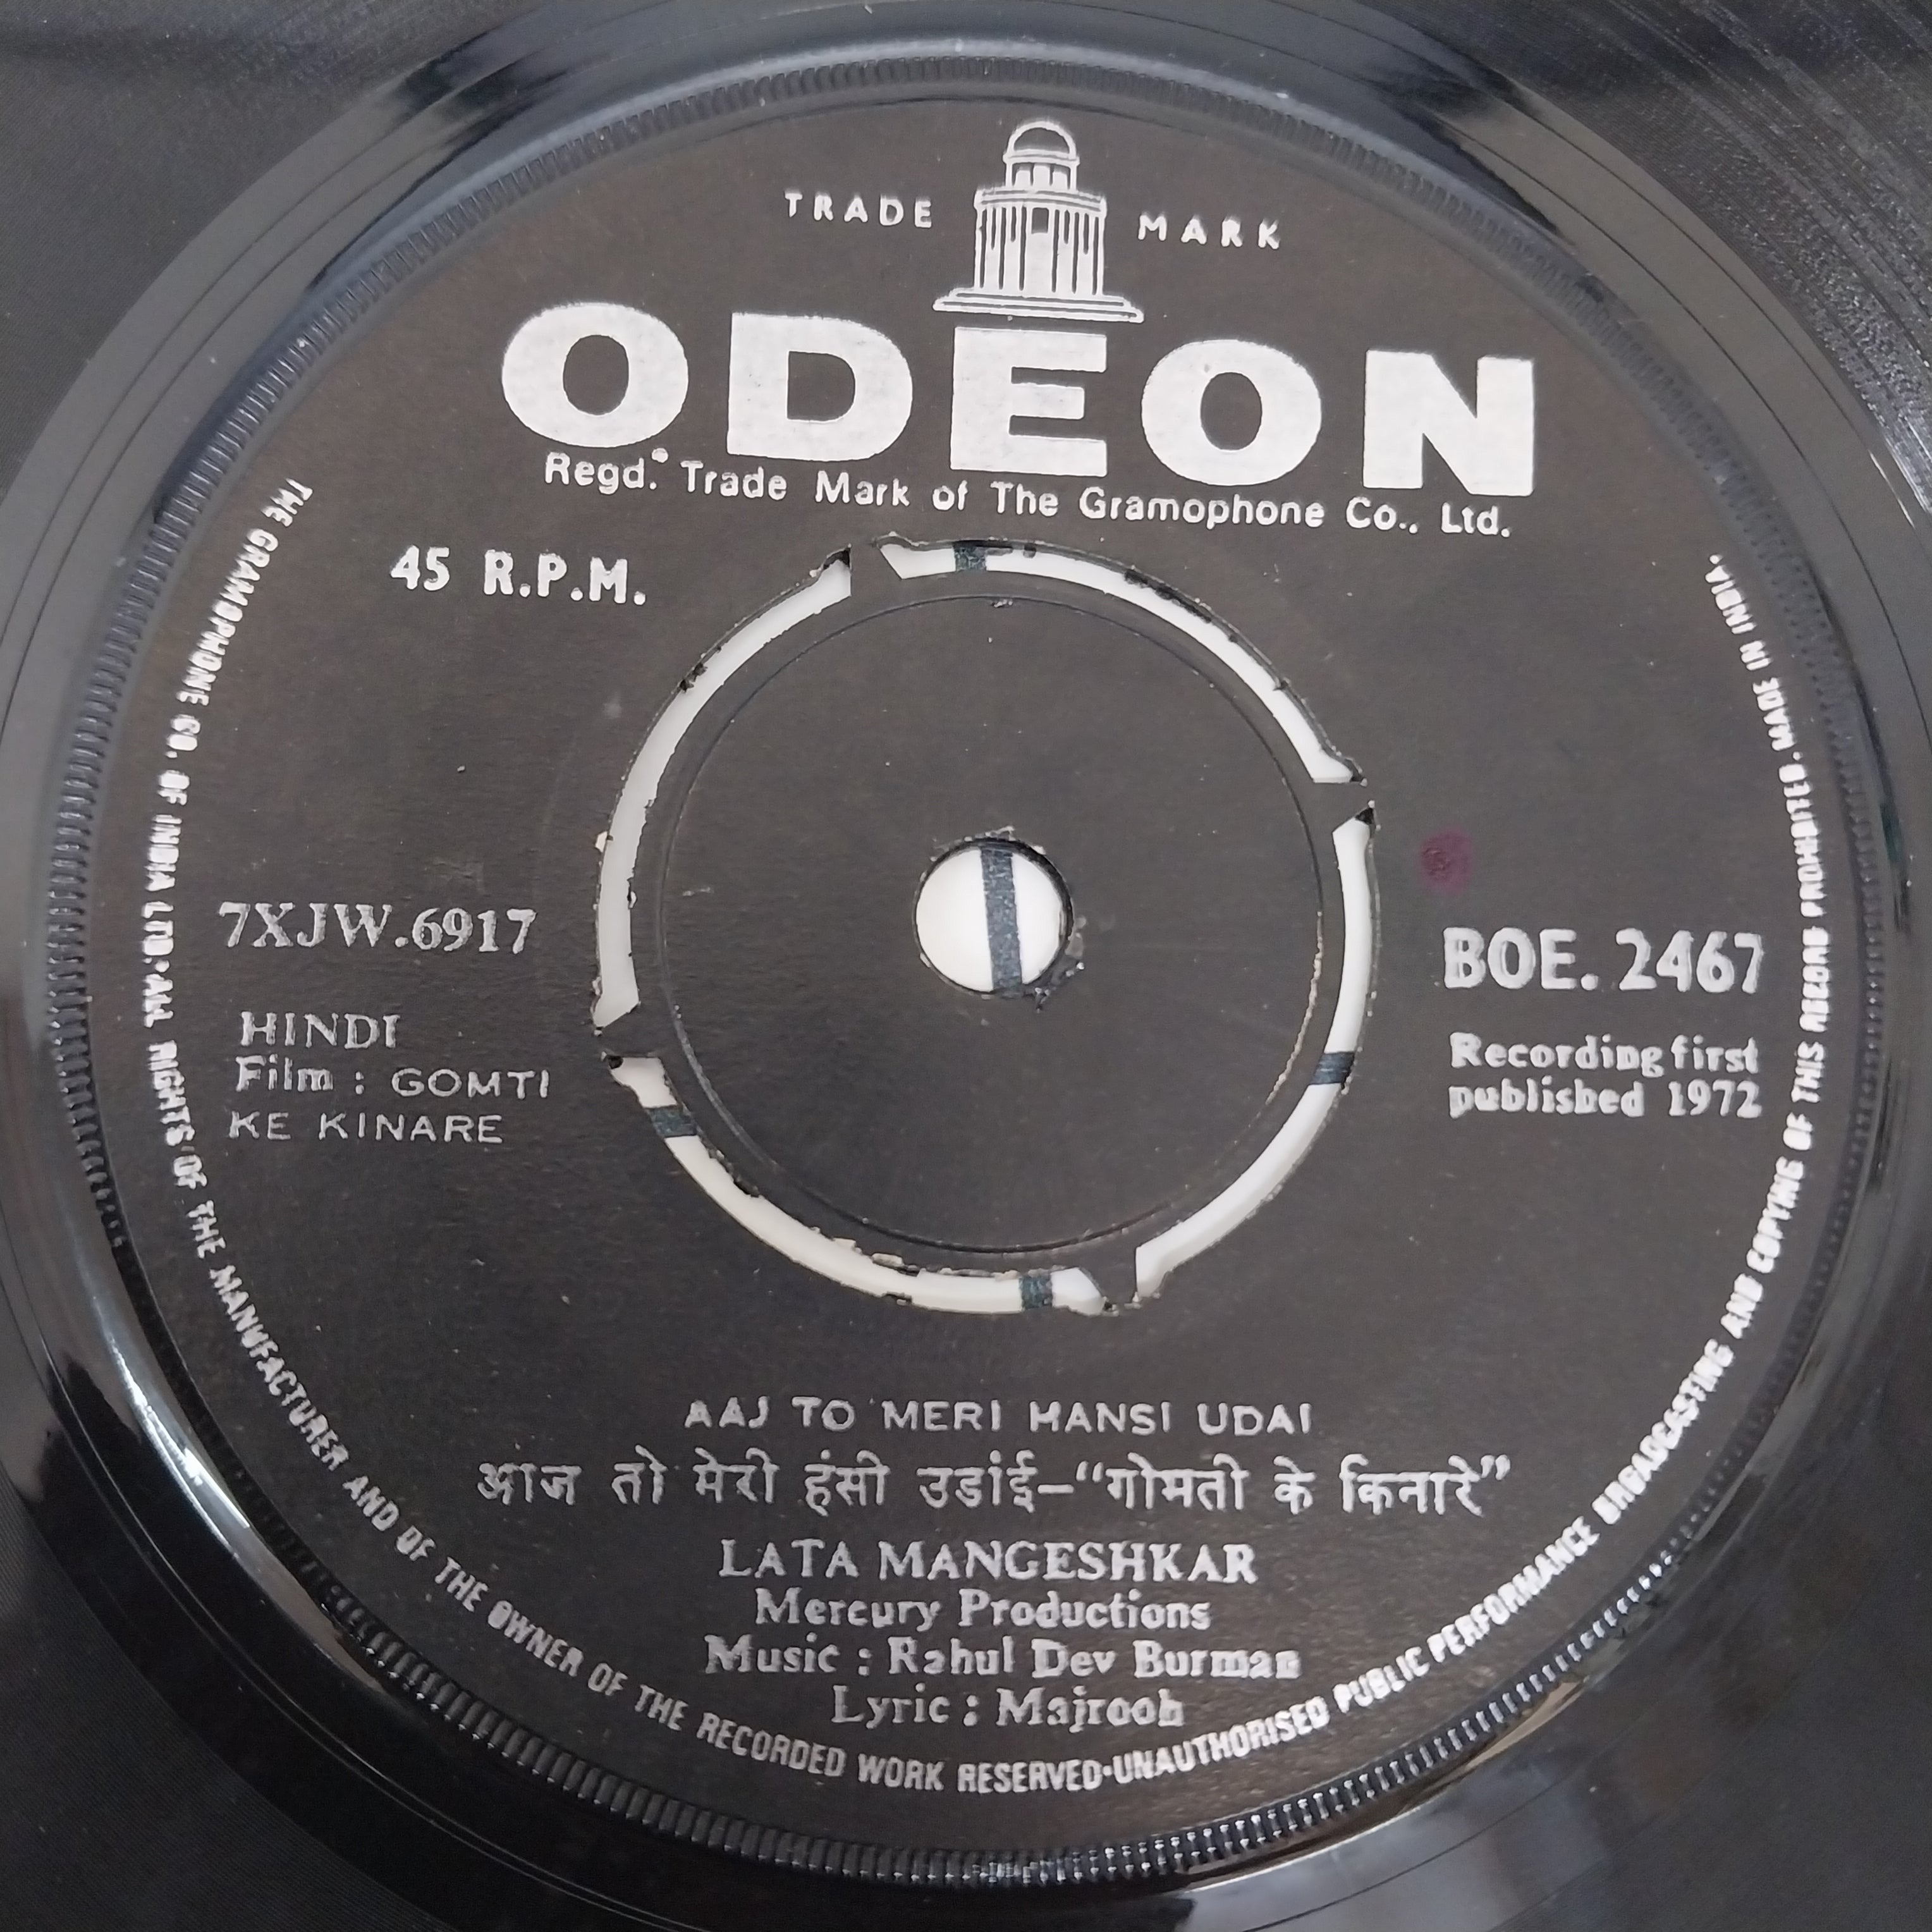 TRADE MARK
ODEON
Regd. Trade Mark of The Gramophone Co., Ltd.
45 R.P.M.
7XJW.6917
HINDI
Film : GOMTI
KE KINARE
BOE. 2467
Recording first
published 1972
AAJ TO MERI HANSI UDAI
आज तो मेरी हंसी उडांई–“गोमती के किनारे”
LATA MANGESHKAR
Mercury Productions
Music : Rahul Dev Burman
Lyric : Majrooh
THE GRAMOPHONE CO. OF INDIA LTD·ALL RIGHTS OF THE MANUFACTURER AND OF THE OWNER OF THE RECORDED WORK RESERVED·UNAUTHORISED PUBLIC PERFORMANCE BROADCASTING AND COPYING OF THIS RECORD PROHIBITED·MADE IN INDIA.